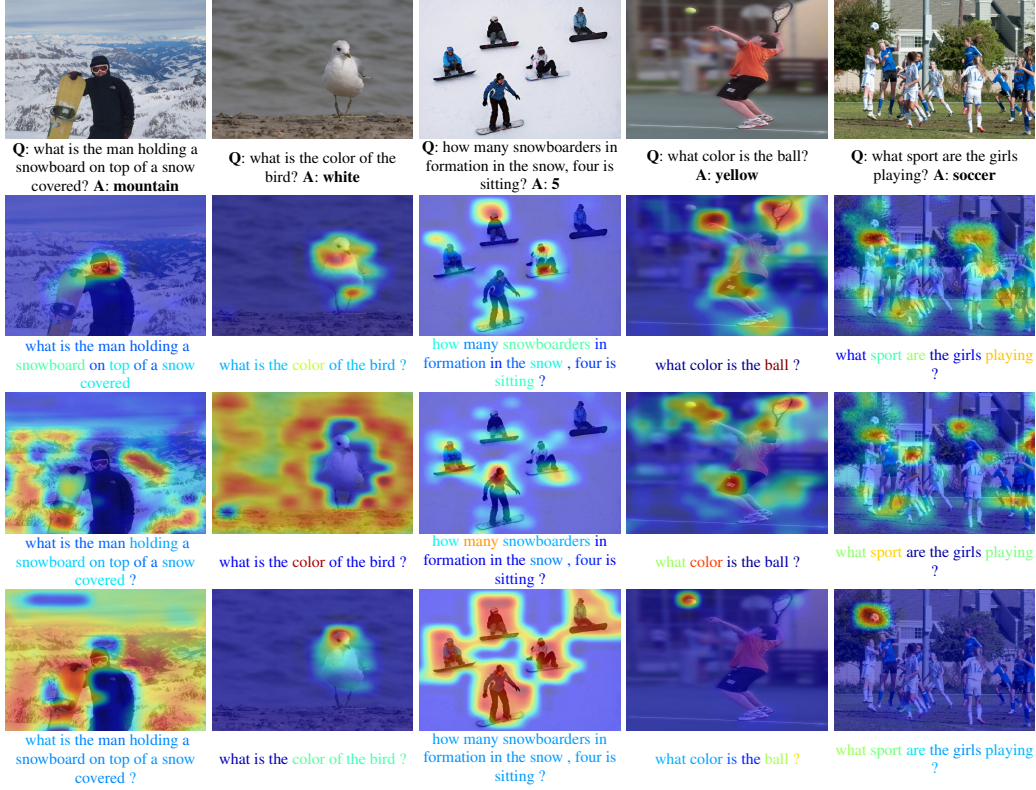 Q: what is the man holding a
snowboard on top of a snow
covered? A: mountain
Q: what is the color of the
bird? A: white
Q: how many snowboarders in
formation in the snow, four is
sitting? A: 5
Q: what color is the ball?
A: yellow
Q: what sport are the girls
playing? A: soccer
what is the man holding a
snowboard on top of a snow
covered
what is the color of the bird ?
how many snowboarders in
formation in the snow , four is
sitting ?
what color is the ball ?
what sport are the girls playing
?
what is the man holding a
snowboard on top of a snow
covered ?
what is the color of the bird ?
how many snowboarders in
formation in the snow , four is
sitting ?
what color is the ball ?
what sport are the girls playing
?
what is the man holding a
snowboard on top of a snow
covered ?
what is the color of the bird ?
how many snowboarders in
formation in the snow , four is
sitting ?
what color is the ball ?
what sport are the girls playing
?